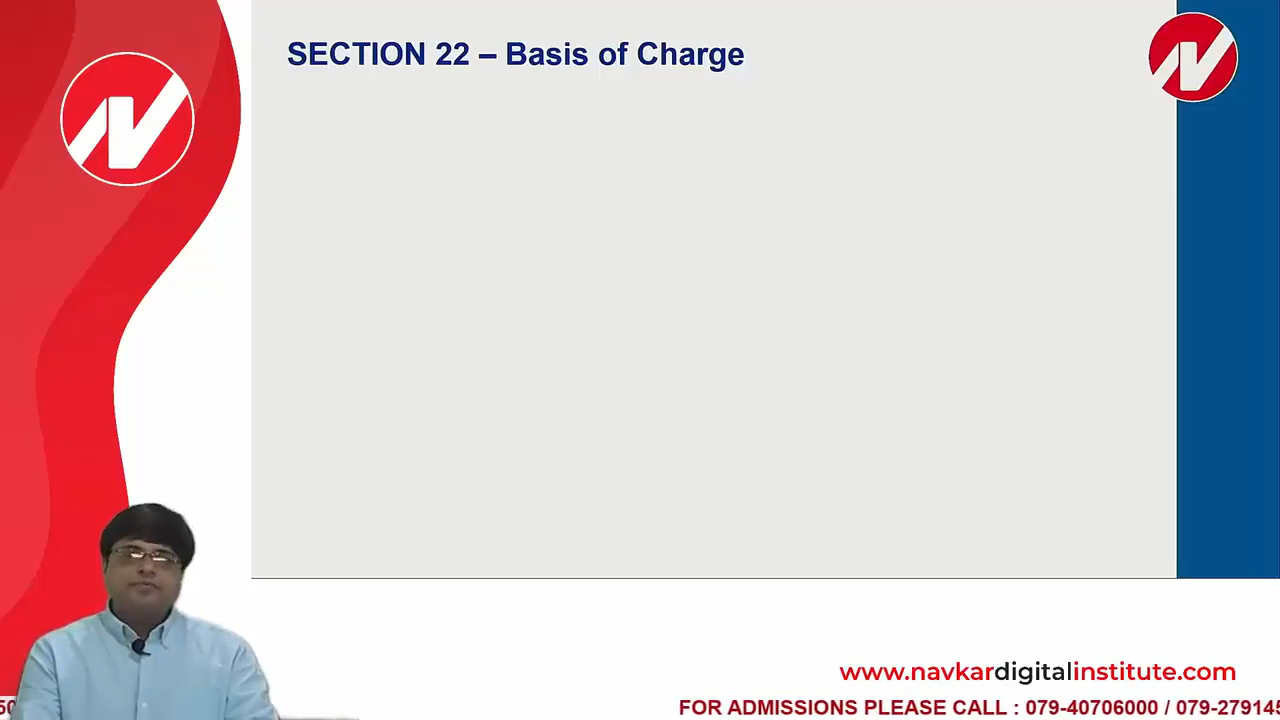 SECTION 22 – Basis of Charge
www.navkardigitalinstitute.com
FOR ADMISSIONS PLEASE CALL : 079-40706000 / 079-279145